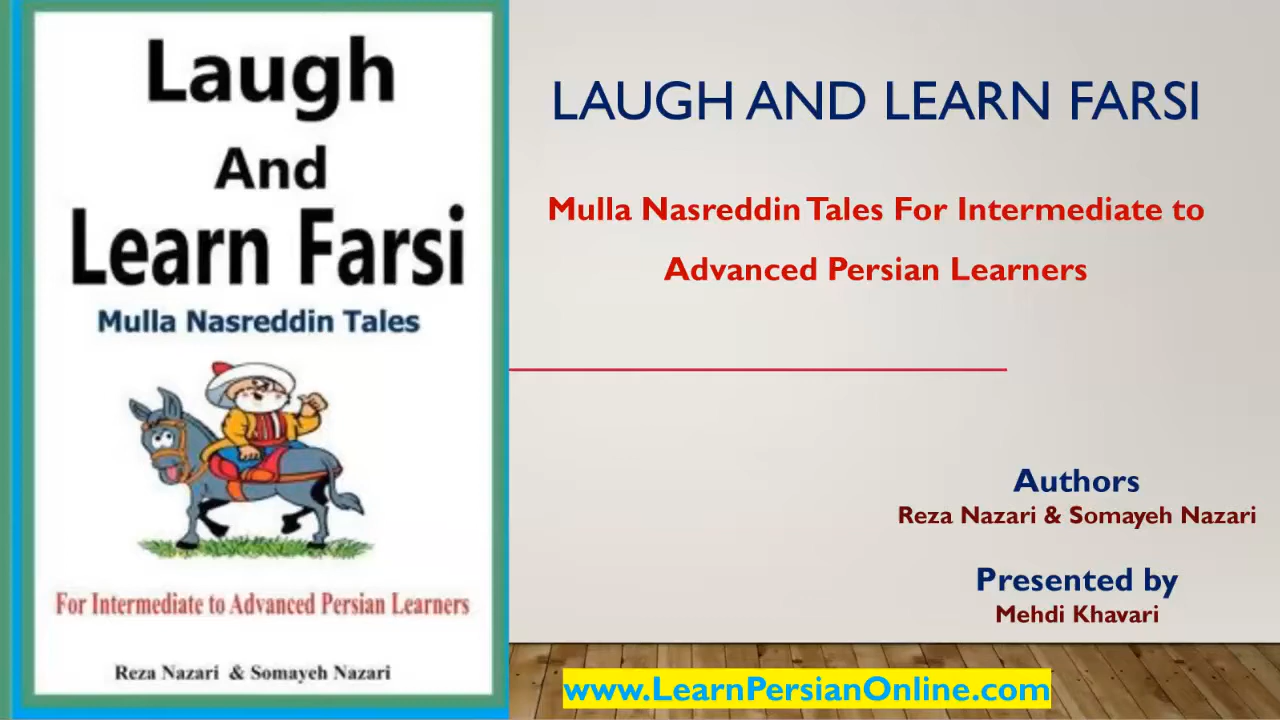 Laugh
And
Learn Farsi
Mulla Nasreddin Tales
For Intermediate to Advanced Persian Learners
Reza Nazari & Somayeh Nazari
LAUGH AND LEARN FARSI
Mulla Nasreddin Tales For Intermediate to
Advanced Persian Learners
Authors
Reza Nazari & Somayeh Nazari
Presented by
Mehdi Khavari
www.LearnPersianOnline.com